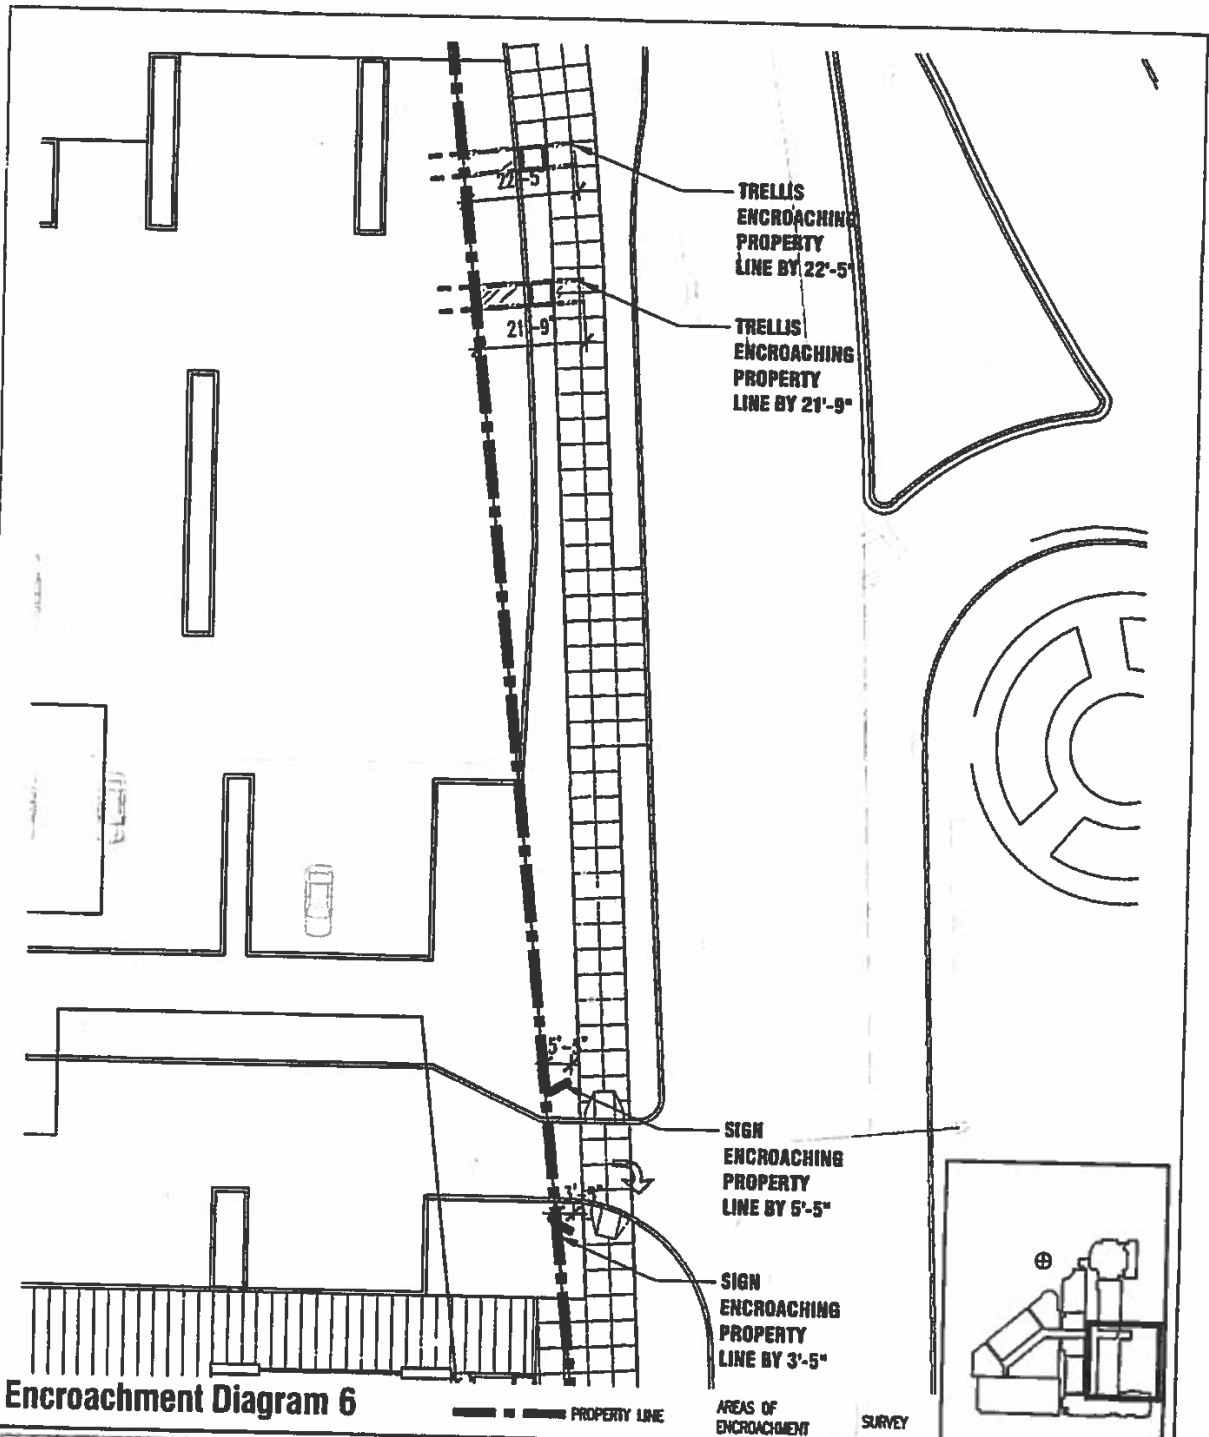 22'-5"
TRELLIS
ENCROACHING
PROPERTY
LINE BY 22'-5"
21'-9"
TRELLIS
ENCROACHING
PROPERTY
LINE BY 21'-9"
SIGN
ENCROACHING
PROPERTY
LINE BY 5'-5"
SIGN
ENCROACHING
PROPERTY
LINE BY 3'-5"
Encroachment Diagram 6
PROPERTY LINE
AREAS OF
ENCROACHMENT
SURVEY